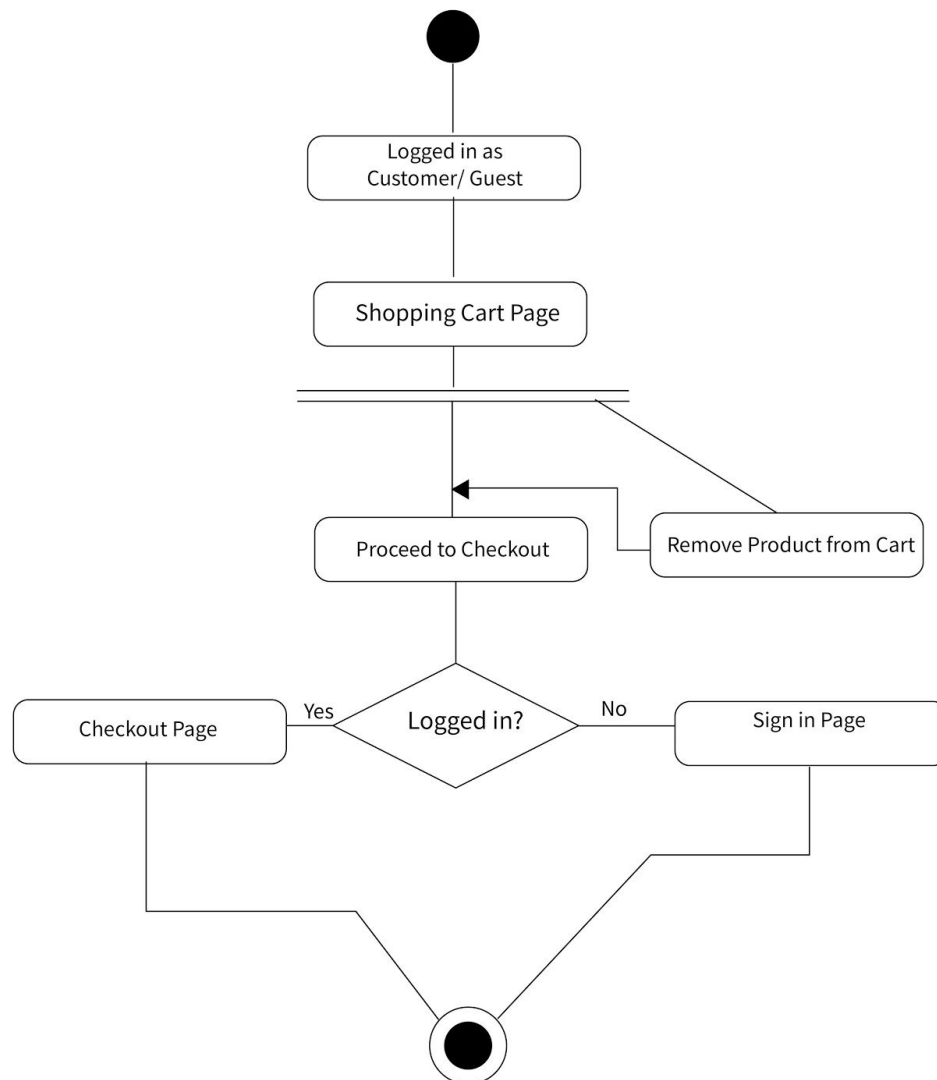 Logged in as
Customer/ Guest
Shopping Cart Page
Proceed to Checkout
Remove Product from Cart
Yes
Logged in?
No
Checkout Page
Sign in Page